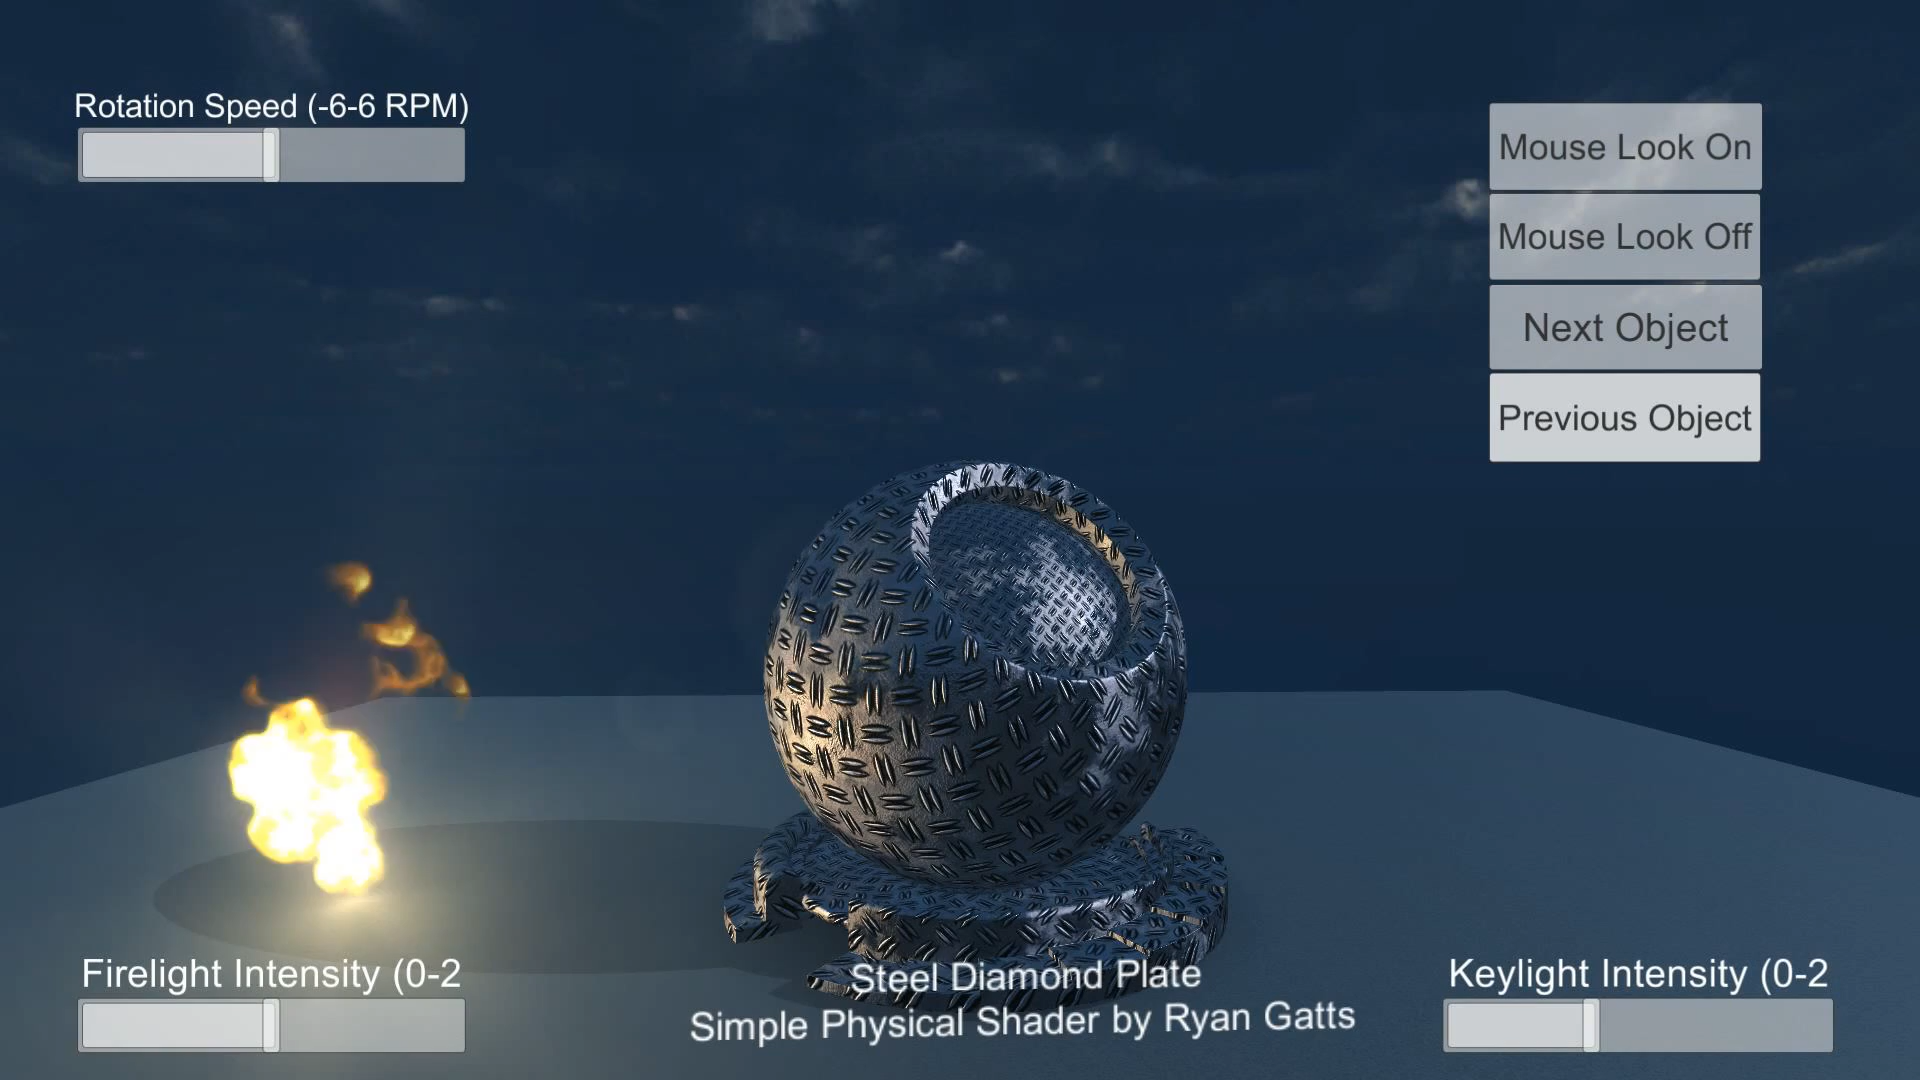 Rotation Speed (-6-6 RPM)
Mouse Look On
Mouse Look Off
Next Object
Previous Object
Firelight Intensity (0-2
Keylight Intensity (0-2
Steel Diamond Plate
Simple Physical Shader by Ryan Gatts